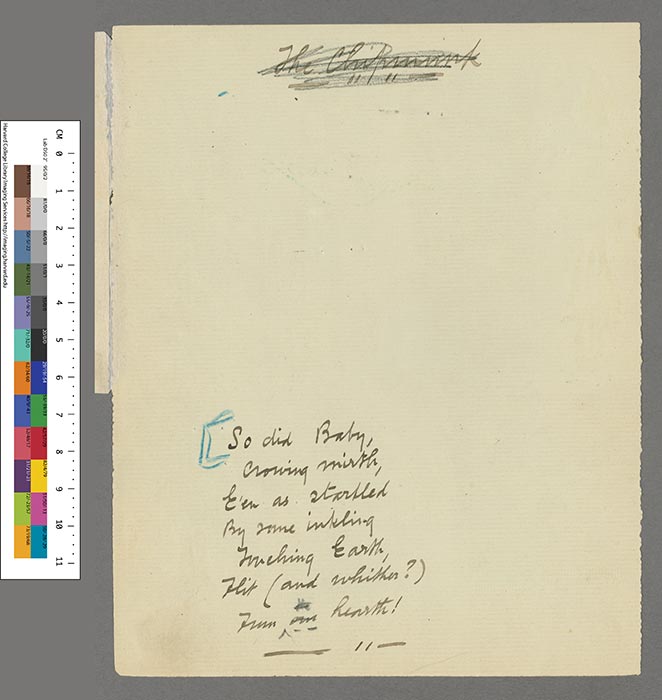 The Chipmunk
So did Baby,
Crowing mirth,
E'en as startled
By some inkling
Touching Earth,
Flit (and whither?)
From our the hearth!
CM 0 1 2 3 4 5 6 7 8 9 10 11
Harvard College Library Imaging Services http://imaging.harvard.edu